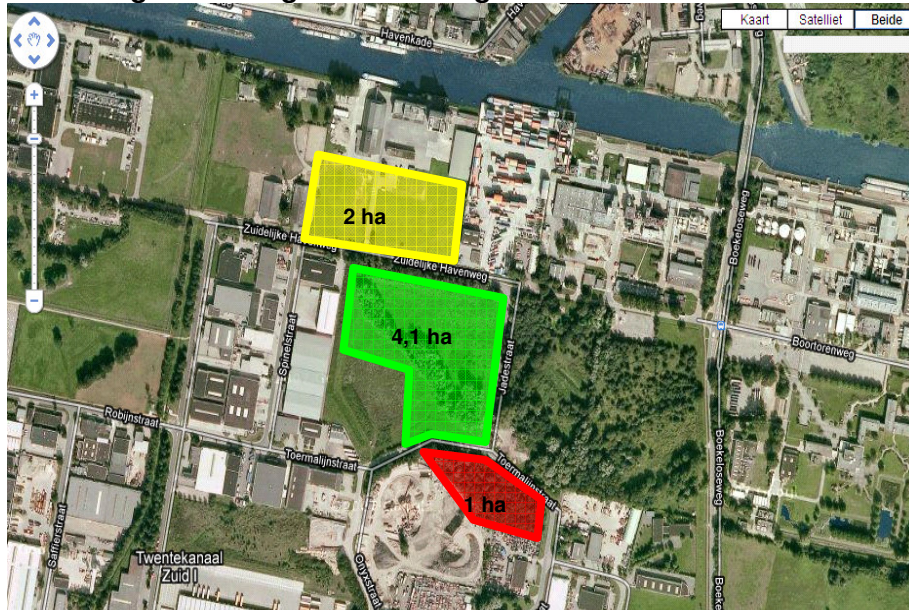 Kaart Satelliet Beide
Havenkade
Boekeloseweg
2 ha
Zuidelijke Havenweg
Zuidelijke Havenweg
4,1 ha
Spinelstraat
Jadestraat
Boortorenweg
Robijnstraat
Toermalijnstraat
Toermalijnstraat
Boekeloseweg
1 ha
Saffierstraat
Twentekanaal
Zuid I
Onyxstraat